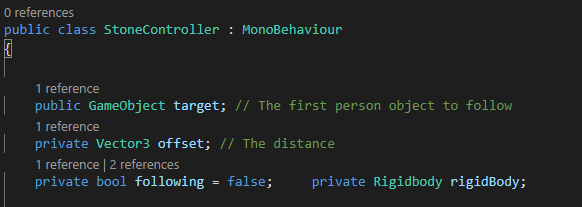 0 references
public class StoneController : MonoBehaviour
{
1 reference
public GameObject target; // The first person object to follow
1 reference
private Vector3 offset; // The distance
1 reference | 2 references
private bool following = false;     private Rigidbody rigidBody;